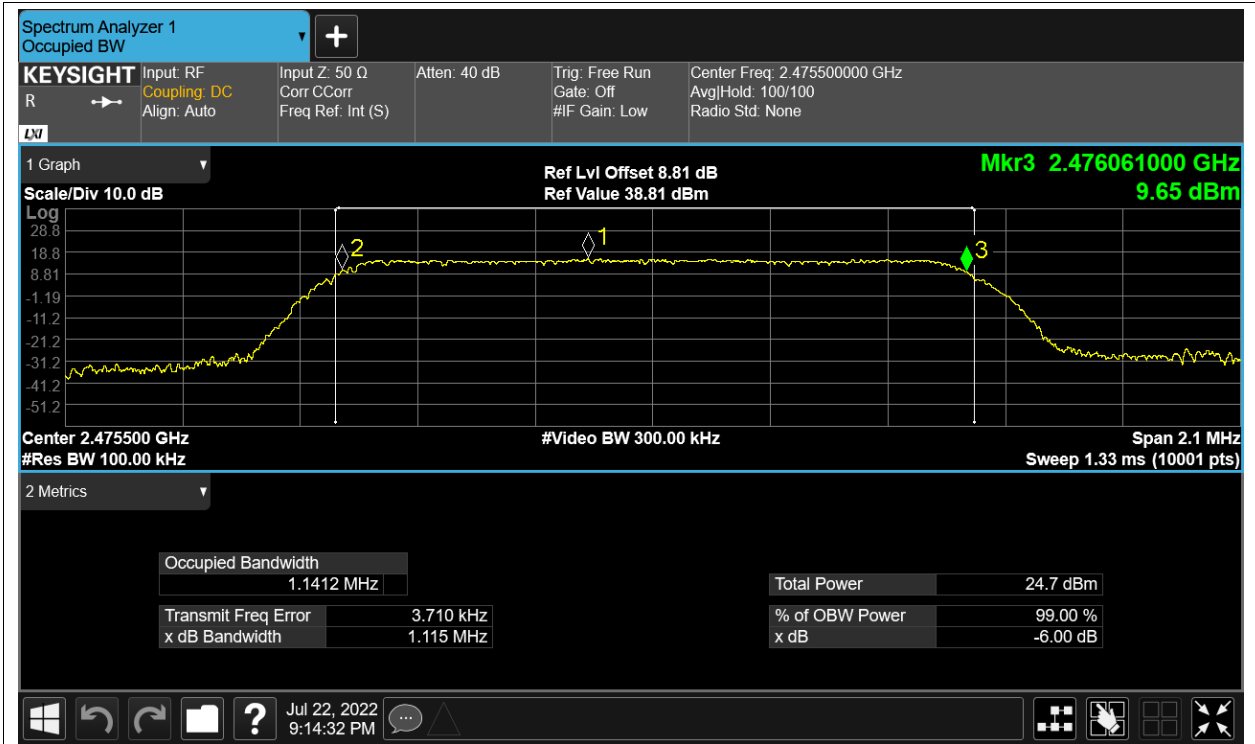 Spectrum Analyzer 1
Occupied BW
KEYSIGHT
R
LXI
Input: RF
Coupling: DC
Align: Auto
Input Z: 50 Ω
Corr CCorr
Freq Ref: Int (S)
Atten: 40 dB
Trig: Free Run
Gate: Off
#IF Gain: Low
Center Freq: 2.475500000 GHz
Avg|Hold: 100/100
Radio Std: None
1 Graph
Scale/Div 10.0 dB
Ref Lvl Offset 8.81 dB
Ref Value 38.81 dBm
Mkr3 2.476061000 GHz
9.65 dBm
Log
28.8
18.8
8.81
-1.19
-11.2
-21.2
-31.2
-41.2
-51.2
2
1
3
Center 2.475500 GHz
#Res BW 100.00 kHz
#Video BW 300.00 kHz
Span 2.1 MHz
Sweep 1.33 ms (10001 pts)
2 Metrics
Occupied Bandwidth
1.1412 MHz
Transmit Freq Error 3.710 kHz
x dB Bandwidth 1.115 MHz
Total Power 24.7 dBm
% of OBW Power 99.00 %
x dB -6.00 dB
?
Jul 22, 2022
9:14:32 PM